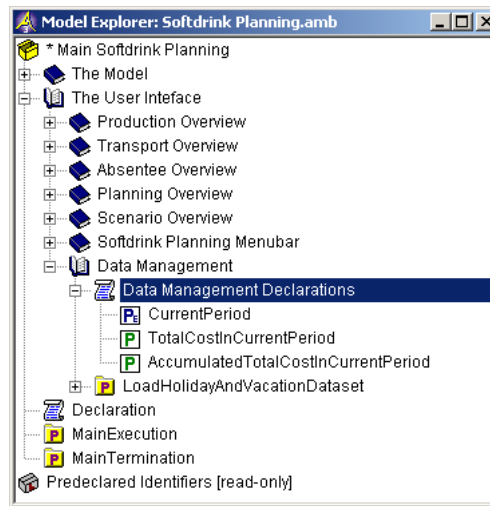 Model Explorer: Softdrink Planning.amb
* Main Softdrink Planning
The Model
The User Inteface
Production Overview
Transport Overview
Absentee Overview
Planning Overview
Scenario Overview
Softdrink Planning Menubar
Data Management
Data Management Declarations
PE CurrentPeriod
P TotalCostInCurrentPeriod
P AccumulatedTotalCostInCurrentPeriod
P LoadHolidayAndVacationDataset
Declaration
P MainExecution
P MainTermination
Predeclared Identifiers [read-only]